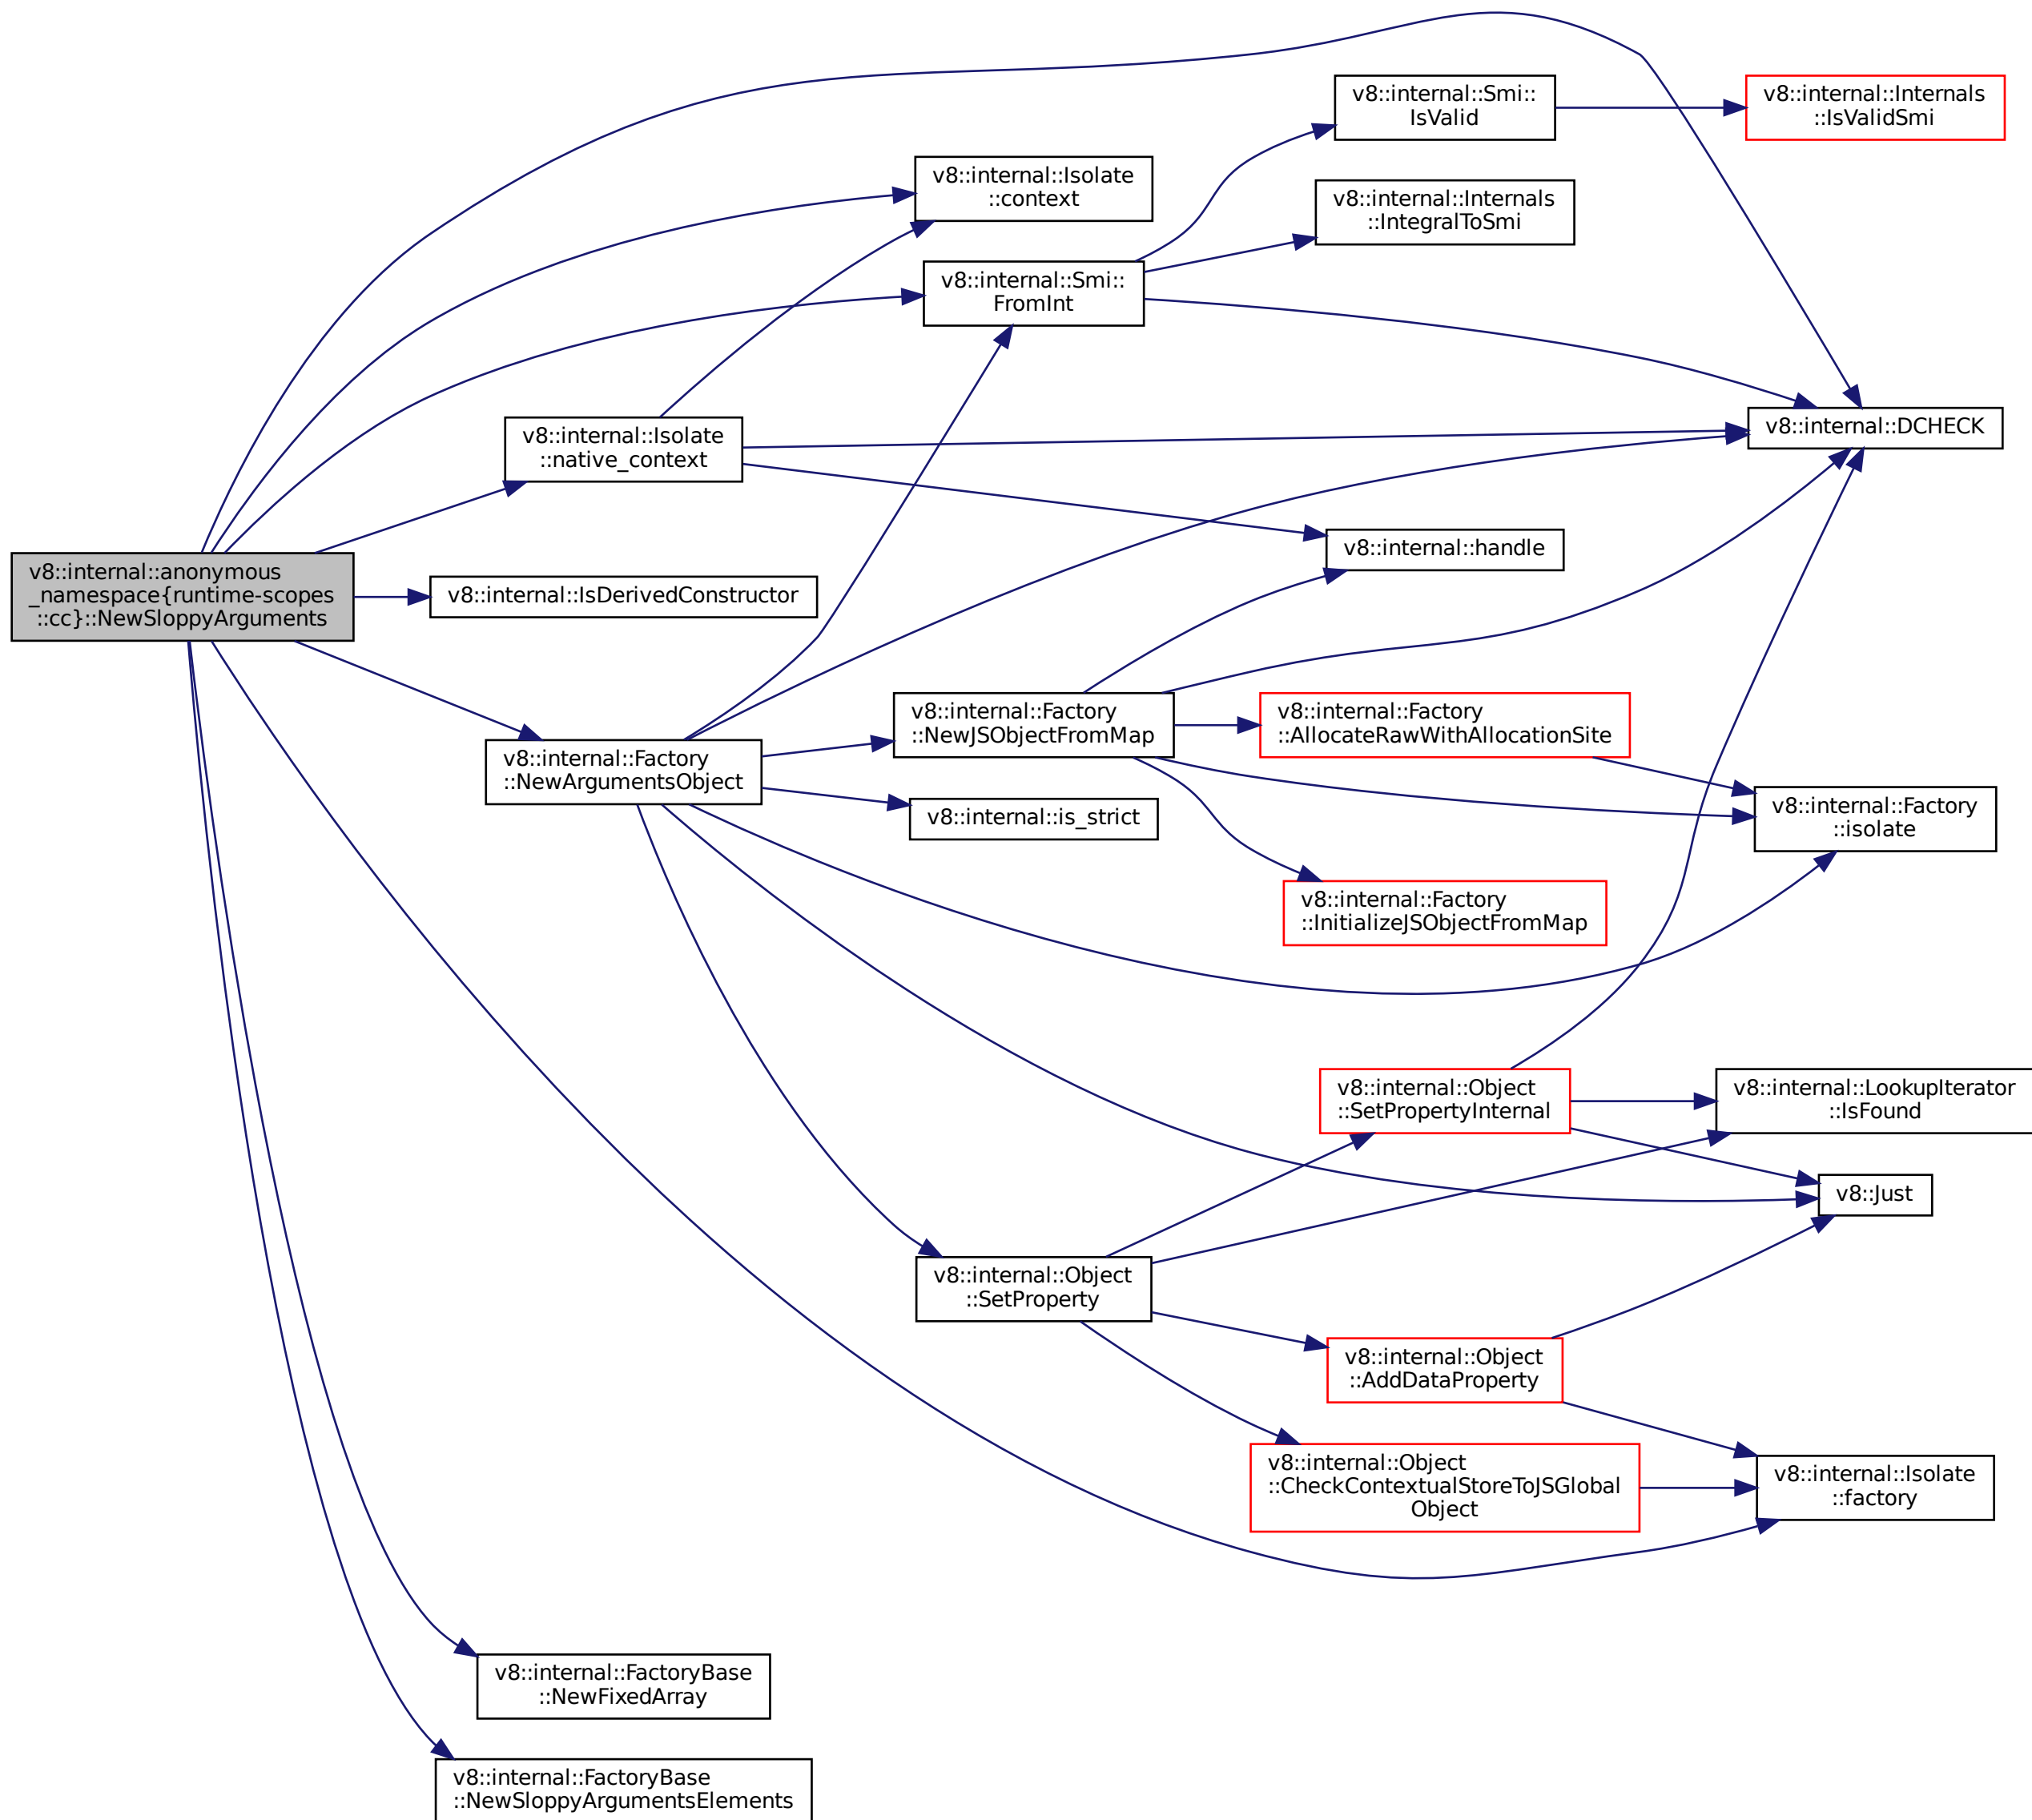 v8::internal::Smi::
IsValid
v8::internal::Internals
::IsValidSmi
v8::internal::Isolate
::context
v8::internal::Internals
::IntegralToSmi
v8::internal::Smi::
FromInt
v8::internal::Isolate
::native_context
v8::internal::DCHECK
v8::internal::handle
v8::internal::anonymous
_namespace{runtime-scopes
::cc}::NewSloppyArguments
v8::internal::IsDerivedConstructor
v8::internal::Factory
::NewJSObjectFromMap
v8::internal::Factory
::AllocateRawWithAllocationSite
v8::internal::Factory
::NewArgumentsObject
v8::internal::is_strict
v8::internal::Factory
::isolate
v8::internal::Factory
::InitializeJSObjectFromMap
v8::internal::Object
::SetPropertyInternal
v8::internal::LookupIterator
::IsFound
v8::Just
v8::internal::Object
::SetProperty
v8::internal::Object
::AddDataProperty
v8::internal::Object
::CheckContextualStoreToJSGlobal
Object
v8::internal::Isolate
::factory
v8::internal::FactoryBase
::NewFixedArray
v8::internal::FactoryBase
::NewSloppyArgumentsElements